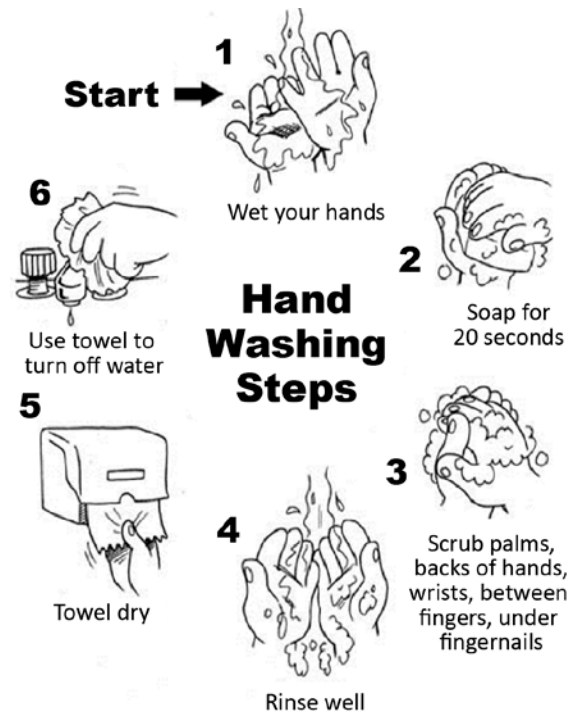 Start
1
Wet your hands
2
Soap for
20 seconds
3
Scrub palms,
backs of hands,
wrists, between
fingers, under
fingernails
4
Rinse well
5
Towel dry
6
Use towel to
turn off water
Hand
Washing
Steps